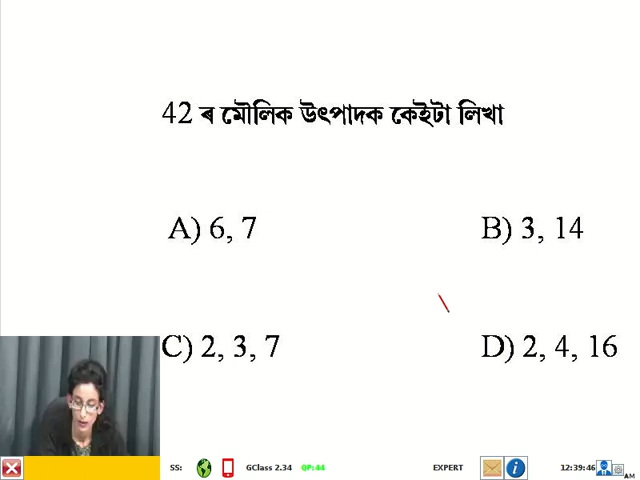 42 ৰ মৌলিক উৎপাদক কেইটা লিখা
A) 6, 7
B) 3, 14
C) 2, 3, 7
D) 2, 4, 16
SS:
GClass 2.34
QP:44
EXPERT
12:39:46
AM